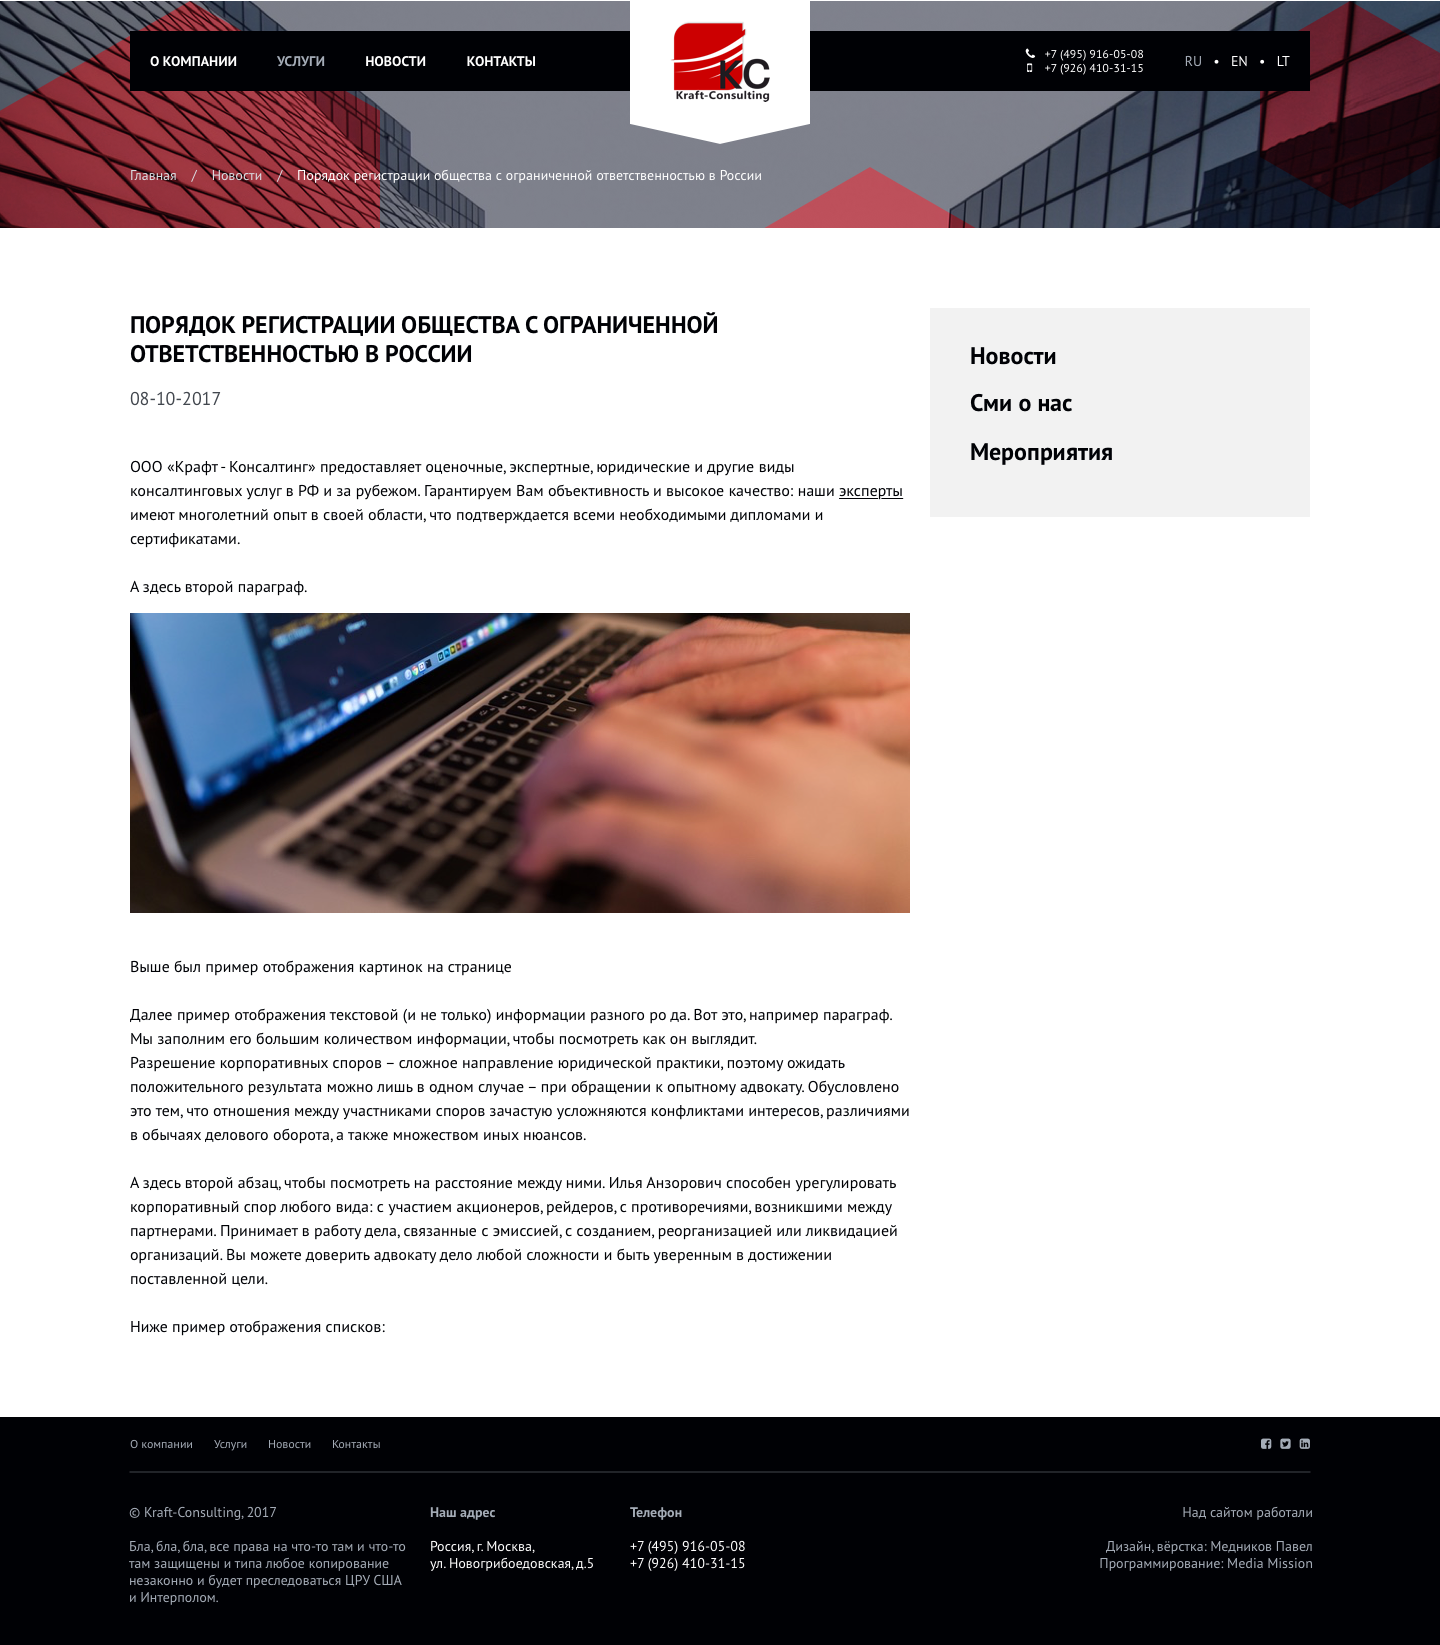 О КОМПАНИИ УСЛУГИ НОВОСТИ КОНТАКТЫ
KC
Kraft-Consulting
+7 (495) 916-05-08
+7 (926) 410-31-15
RU • EN • LT
Главная / Новости / Порядок регистрации общества с ограниченной ответственностью в России
ПОРЯДОК РЕГИСТРАЦИИ ОБЩЕСТВА С ОГРАНИЧЕННОЙ
ОТВЕТСТВЕННОСТЬЮ В РОССИИ
08-10-2017
ООО «Крафт - Консалтинг» предоставляет оценочные, экспертные, юридические и другие виды
консалтинговых услуг в РФ и за рубежом. Гарантируем Вам объективность и высокое качество: наши эксперты
имеют многолетний опыт в своей области, что подтверждается всеми необходимыми дипломами и
сертификатами.
А здесь второй параграф.
Выше был пример отображения картинок на странице
Далее пример отображения текстовой (и не только) информации разного ро да. Вот это, например параграф.
Мы заполним его большим количеством информации, чтобы посмотреть как он выглядит.
Разрешение корпоративных споров – сложное направление юридической практики, поэтому ожидать
положительного результата можно лишь в одном случае – при обращении к опытному адвокату. Обусловлено
это тем, что отношения между участниками споров зачастую усложняются конфликтами интересов, различиями
в обычаях делового оборота, а также множеством иных нюансов.
А здесь второй абзац, чтобы посмотреть на расстояние между ними. Илья Анзорович способен урегулировать
корпоративный спор любого вида: с участием акционеров, рейдеров, с противоречиями, возникшими между
партнерами. Принимает в работу дела, связанные с эмиссией, с созданием, реорганизацией или ликвидацией
организаций. Вы можете доверить адвокату дело любой сложности и быть уверенным в достижении
поставленной цели.
Ниже пример отображения списков:
Новости
Сми о нас
Мероприятия
О компании Услуги Новости Контакты
© Kraft-Consulting, 2017
Бла, бла, бла, все права на что-то там и что-то
там защищены и типа любое копирование
незаконно и будет преследоваться ЦРУ США
и Интерполом.
Наш адрес
Россия, г. Москва,
ул. Новогрибоедовская, д.5
Телефон
+7 (495) 916-05-08
+7 (926) 410-31-15
Над сайтом работали
Дизайн, вёрстка: Медников Павел
Программирование: Media Mission